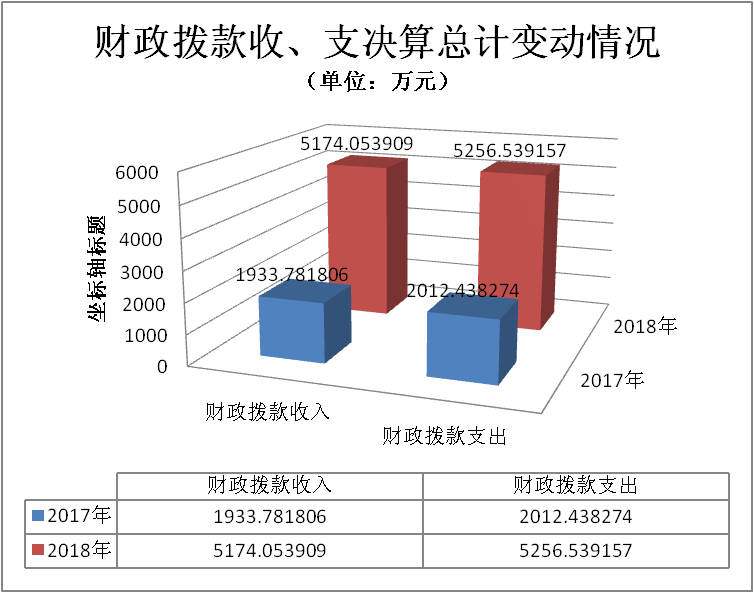 财政拨款收、支决算总计变动情况
（单位：万元）
5174.053909
5256.539157
6000
5000
4000
3000
2000
1000
0
坐标轴标题
1933.781806
2012.438274
2018年
2017年
财政拨款收入
财政拨款支出
财政拨款收入 财政拨款支出
2017年 1933.781806 2012.438274
2018年 5174.053909 5256.539157